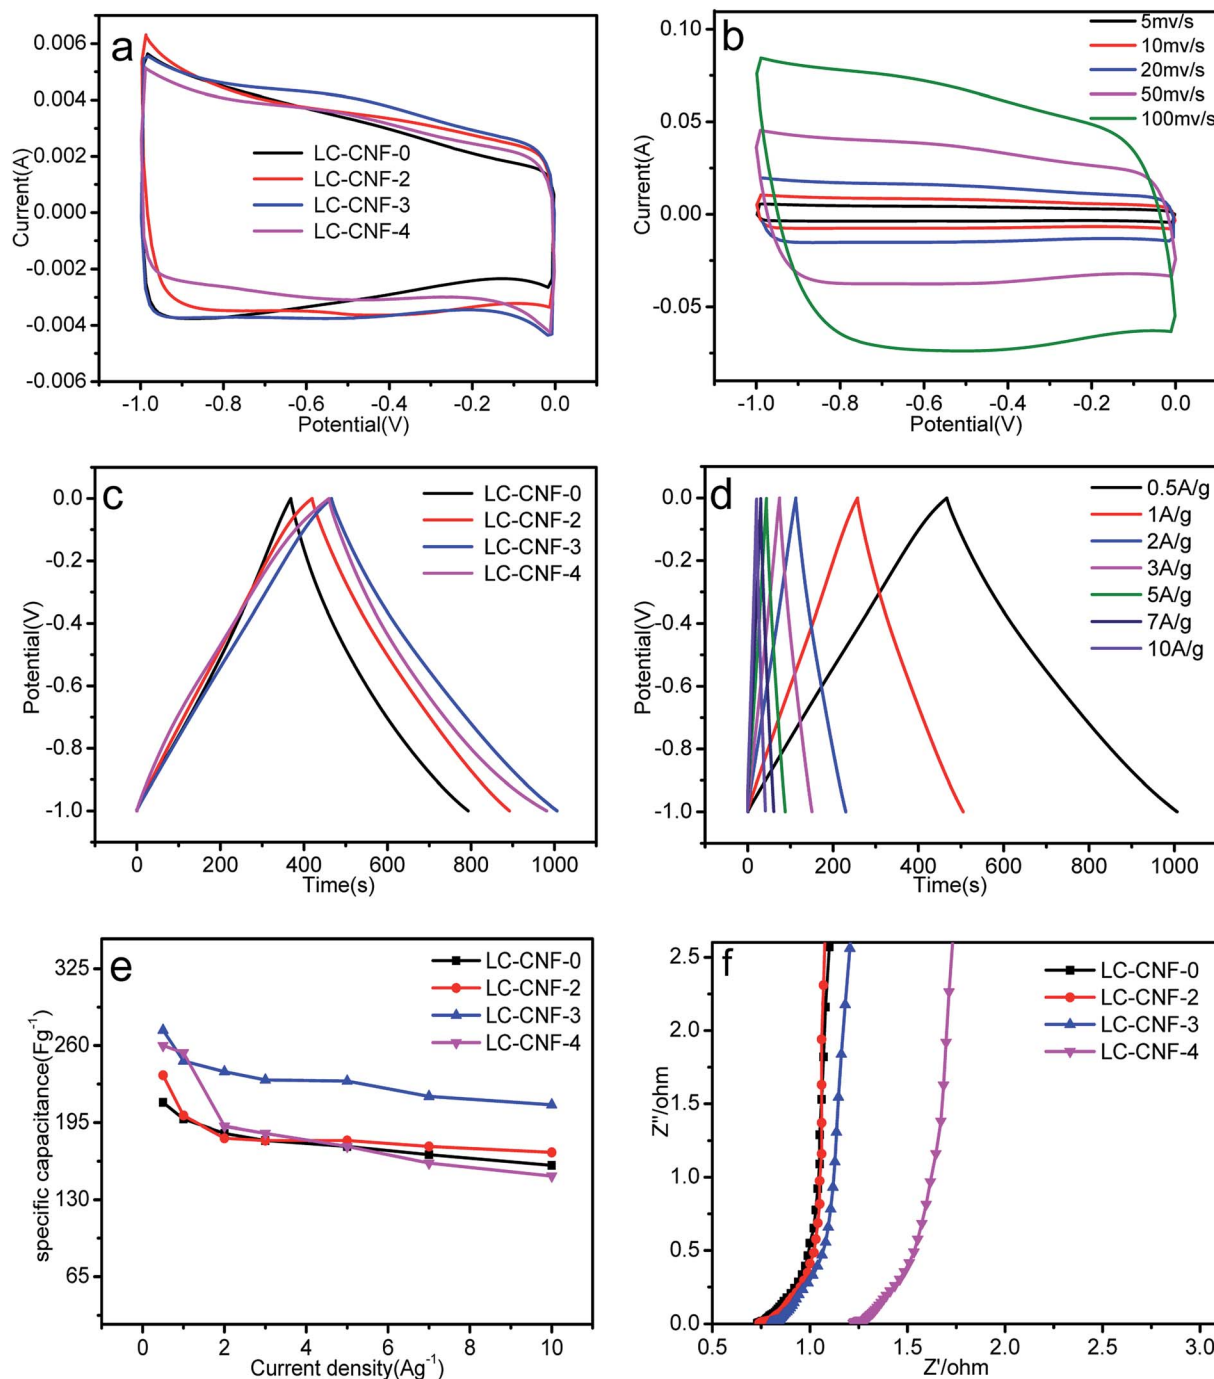 a
0.006
0.004
0.002
0.000
-0.002
-0.004
-0.006
Current(A)
LC-CNF-0
LC-CNF-2
LC-CNF-3
LC-CNF-4
-1.0 -0.8 -0.6 -0.4 -0.2 0.0
Potential(V)
b
0.10
0.05
0.00
-0.05
Current(A)
5mv/s
10mv/s
20mv/s
50mv/s
100mv/s
-1.0 -0.8 -0.6 -0.4 -0.2 0.0
Potential(V)
c
0.0
-0.2
-0.4
-0.6
-0.8
-1.0
Potential(V)
LC-CNF-0
LC-CNF-2
LC-CNF-3
LC-CNF-4
0 200 400 600 800 1000
Time(s)
d
0.0
-0.2
-0.4
-0.6
-0.8
-1.0
Potential(V)
0.5A/g
1A/g
2A/g
3A/g
5A/g
7A/g
10A/g
0 200 400 600 800 1000
Time(s)
e
325
260
195
130
65
specific capacitance(Fg⁻¹)
LC-CNF-0
LC-CNF-2
LC-CNF-3
LC-CNF-4
0 2 4 6 8 10
Current density(Ag⁻¹)
f
2.5
2.0
1.5
1.0
0.5
0.0
Z''/ohm
LC-CNF-0
LC-CNF-2
LC-CNF-3
LC-CNF-4
0.5 1.0 1.5 2.0 2.5 3.0
Z'/ohm